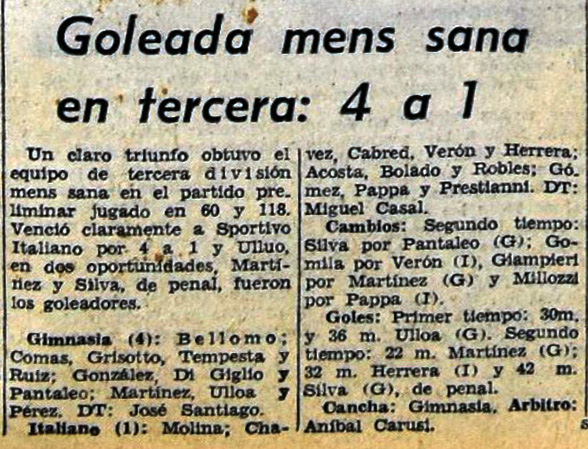 Goleada mens sana
en tercera: 4 a 1
Un claro triunfo obtuvo el
equipo de tercera división
mens sana en el partido pre-
liminar jugado en 60 y 118.
Venció claramente a Sportivo
Italiano por 4 a 1 y Ulluo,
en dos oportunidades, Martí-
nez y Silva, de penal, fueron
los goleadores.
Gimnasia (4): Bellomo;
Comas, Grisotto, Tempesta y
Ruiz; González, Di Giglio y
Pantaleo; Martínez, Ulloa y
Pérez. DT: José Santiago.
Italiano (1): Molina; Cha-
vez, Cabred, Verón y Herrera;
Acosta, Bolado y Robles; Gó-
mez, Pappa y Prestianni. DT:
Miguel Casal.
Cambios: Segundo tiempo:
Silva por Pantaleo (G); Go-
mila por Verón (I), Giampieri
por Martínez (G) y Millozzi
por Pappa (I).
Goles: Primer tiempo: 30m,
y 36 m. Ulloa (G). Segundo
tiempo: 22 m. Martínez (G);
32 m. Herrera (I) y 42 m.
Silva (G), de penal.
Cancha: Gimnasia, Arbitro:
Aníbal Carusi.